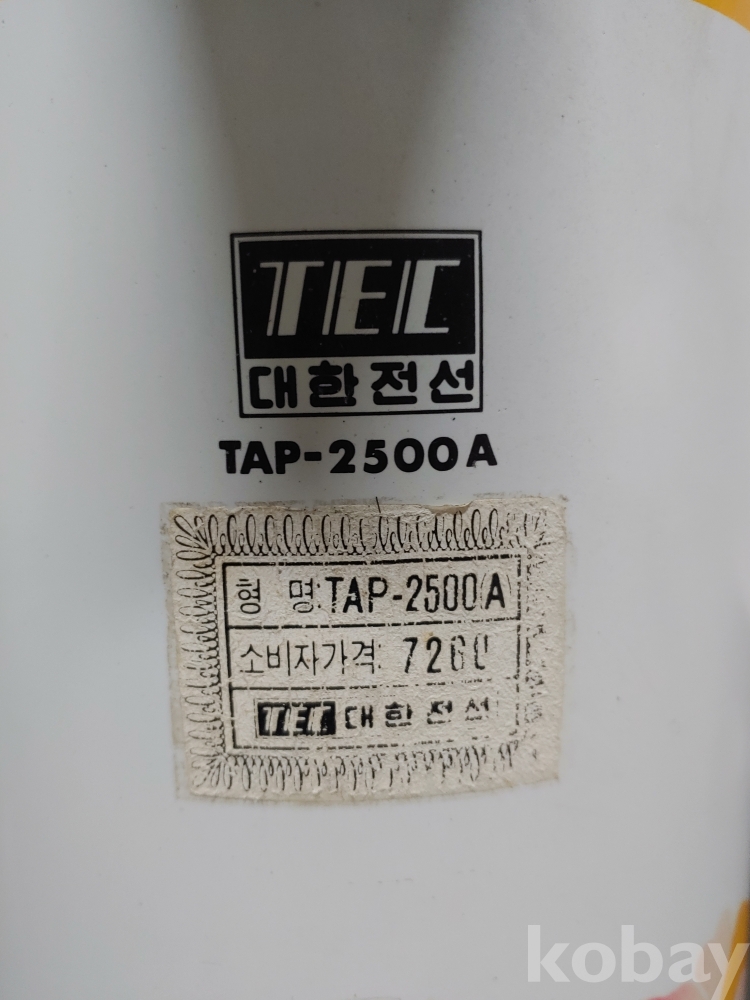 TEC
대한전선
TAP-2500A
형 명: TAP-2500(A)
소비자가격: 7260
TEC 대한전선
kobay